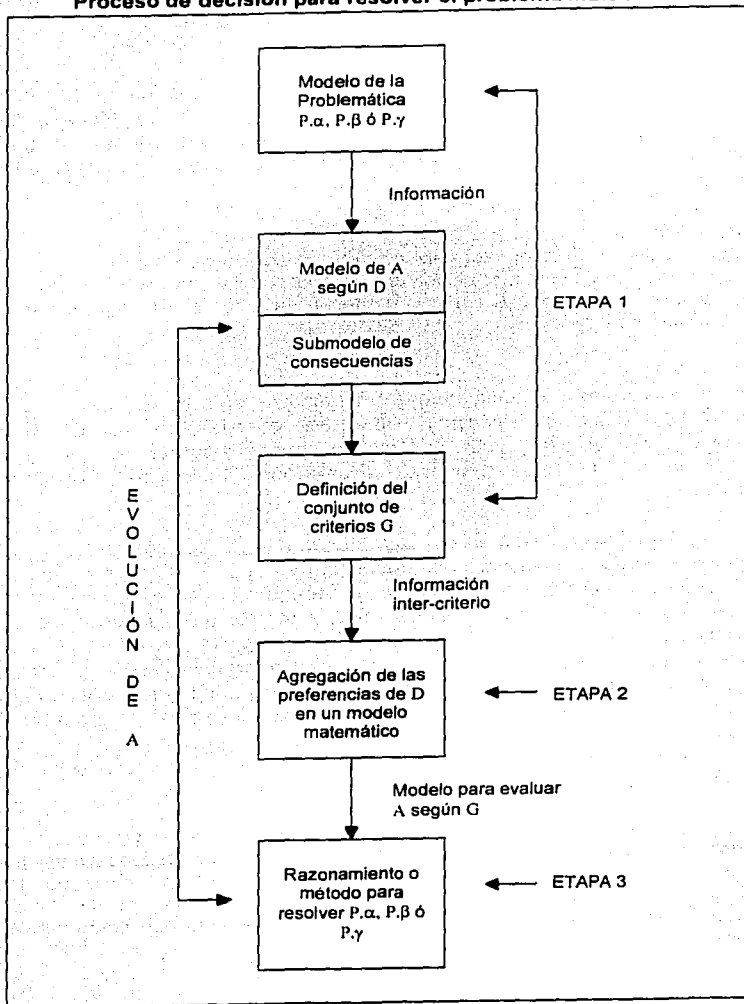 Proceso de decisión para resolver el problema
Modelo de la
Problemática
P.α, P.β ó P.γ
Información
Modelo de A
según D
ETAPA 1
Submodelo de
consecuencias
Definición del
conjunto de
criterios G
EVOLUCIÓN DE A
Información
inter-criterio
Agregación de las
preferencias de D
en un modelo
matemático
ETAPA 2
Modelo para evaluar
A según G
Razonamiento o
método para
resolver P.α, P.β ó
P.γ
ETAPA 3